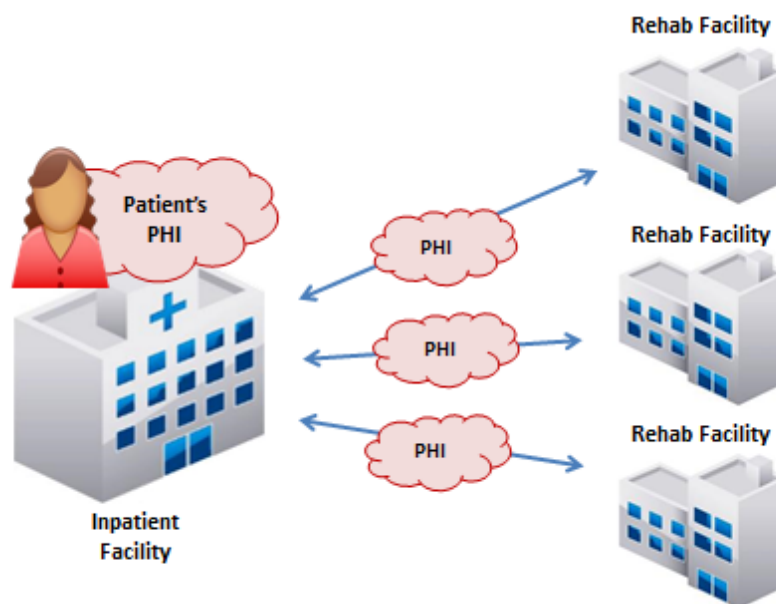 Rehab Facility
Patient's
PHI
PHI
Rehab Facility
PHI
Rehab Facility
PHI
Inpatient
Facility